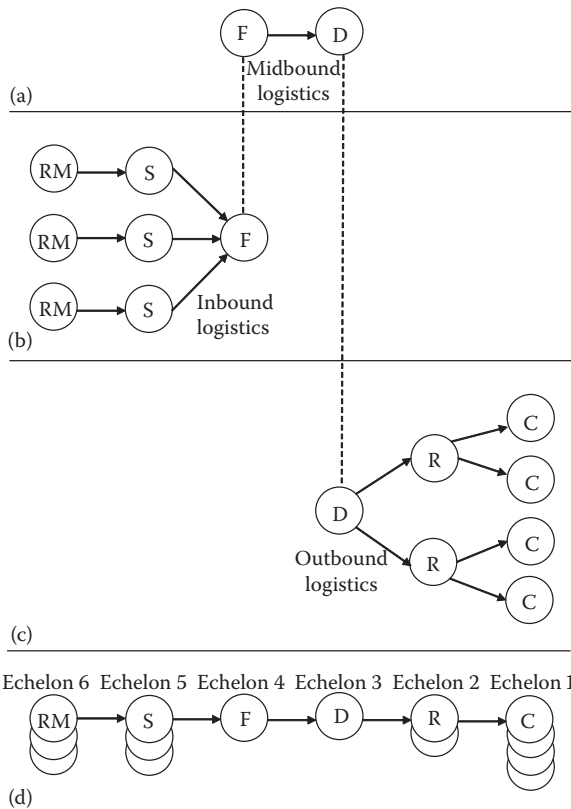 F
D
Midbound
logistics
(a)
RM
S
RM
S
F
RM
S
Inbound
logistics
(b)
C
R
C
D
C
Outbound
logistics
R
C
(c)
Echelon 6 Echelon 5 Echelon 4 Echelon 3 Echelon 2 Echelon 1
RM S F D R C
(d)